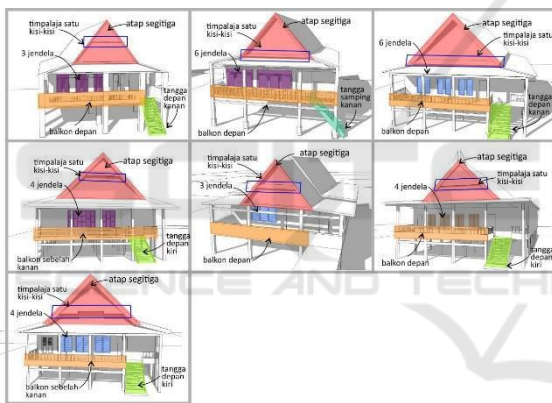 timpalaja satu
kisi-kisi
atap segitiga
3 jendela
tangga
depan
kanan
balkon depan
timpalaja satu
kisi-kisi
atap segitiga
6 jendela
tangga
samping
kanan
balkon depan
atap segitiga
timpalaja satu
kisi-kisi
6 jendela
tangga
depan
kanan
balkon depan
timpalaja satu
kisi-kisi
atap segitiga
4 jendela
balkon sebelah
kanan
tangga
depan
kiri
timpalaja satu
kisi-kisi
atap segitiga
3 jendela
balkon depan
atap segitiga
timpalaja satu
kisi-kisi
4 jendela
balkon depan
tangga
depan
kiri
timpalaja satu
kisi-kisi
atap segitiga
4 jendela
balkon sebelah
kanan
tangga
depan
kiri
ENCE AND TECH